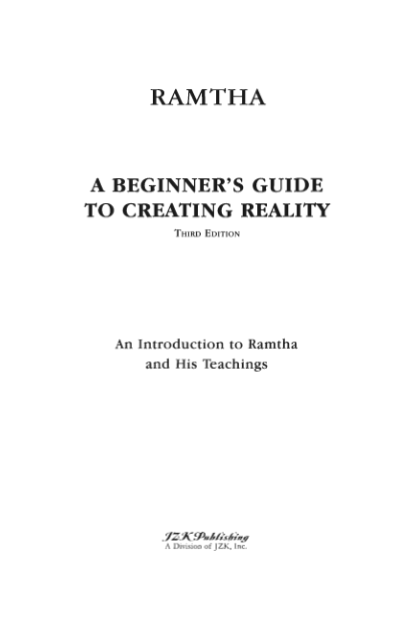 RAMTHA
A BEGINNER'S GUIDE
TO CREATING REALITY
THIRD EDITION
An Introduction to Ramtha
and His Teachings
JZK Publishing
A Division of JZK, Inc.